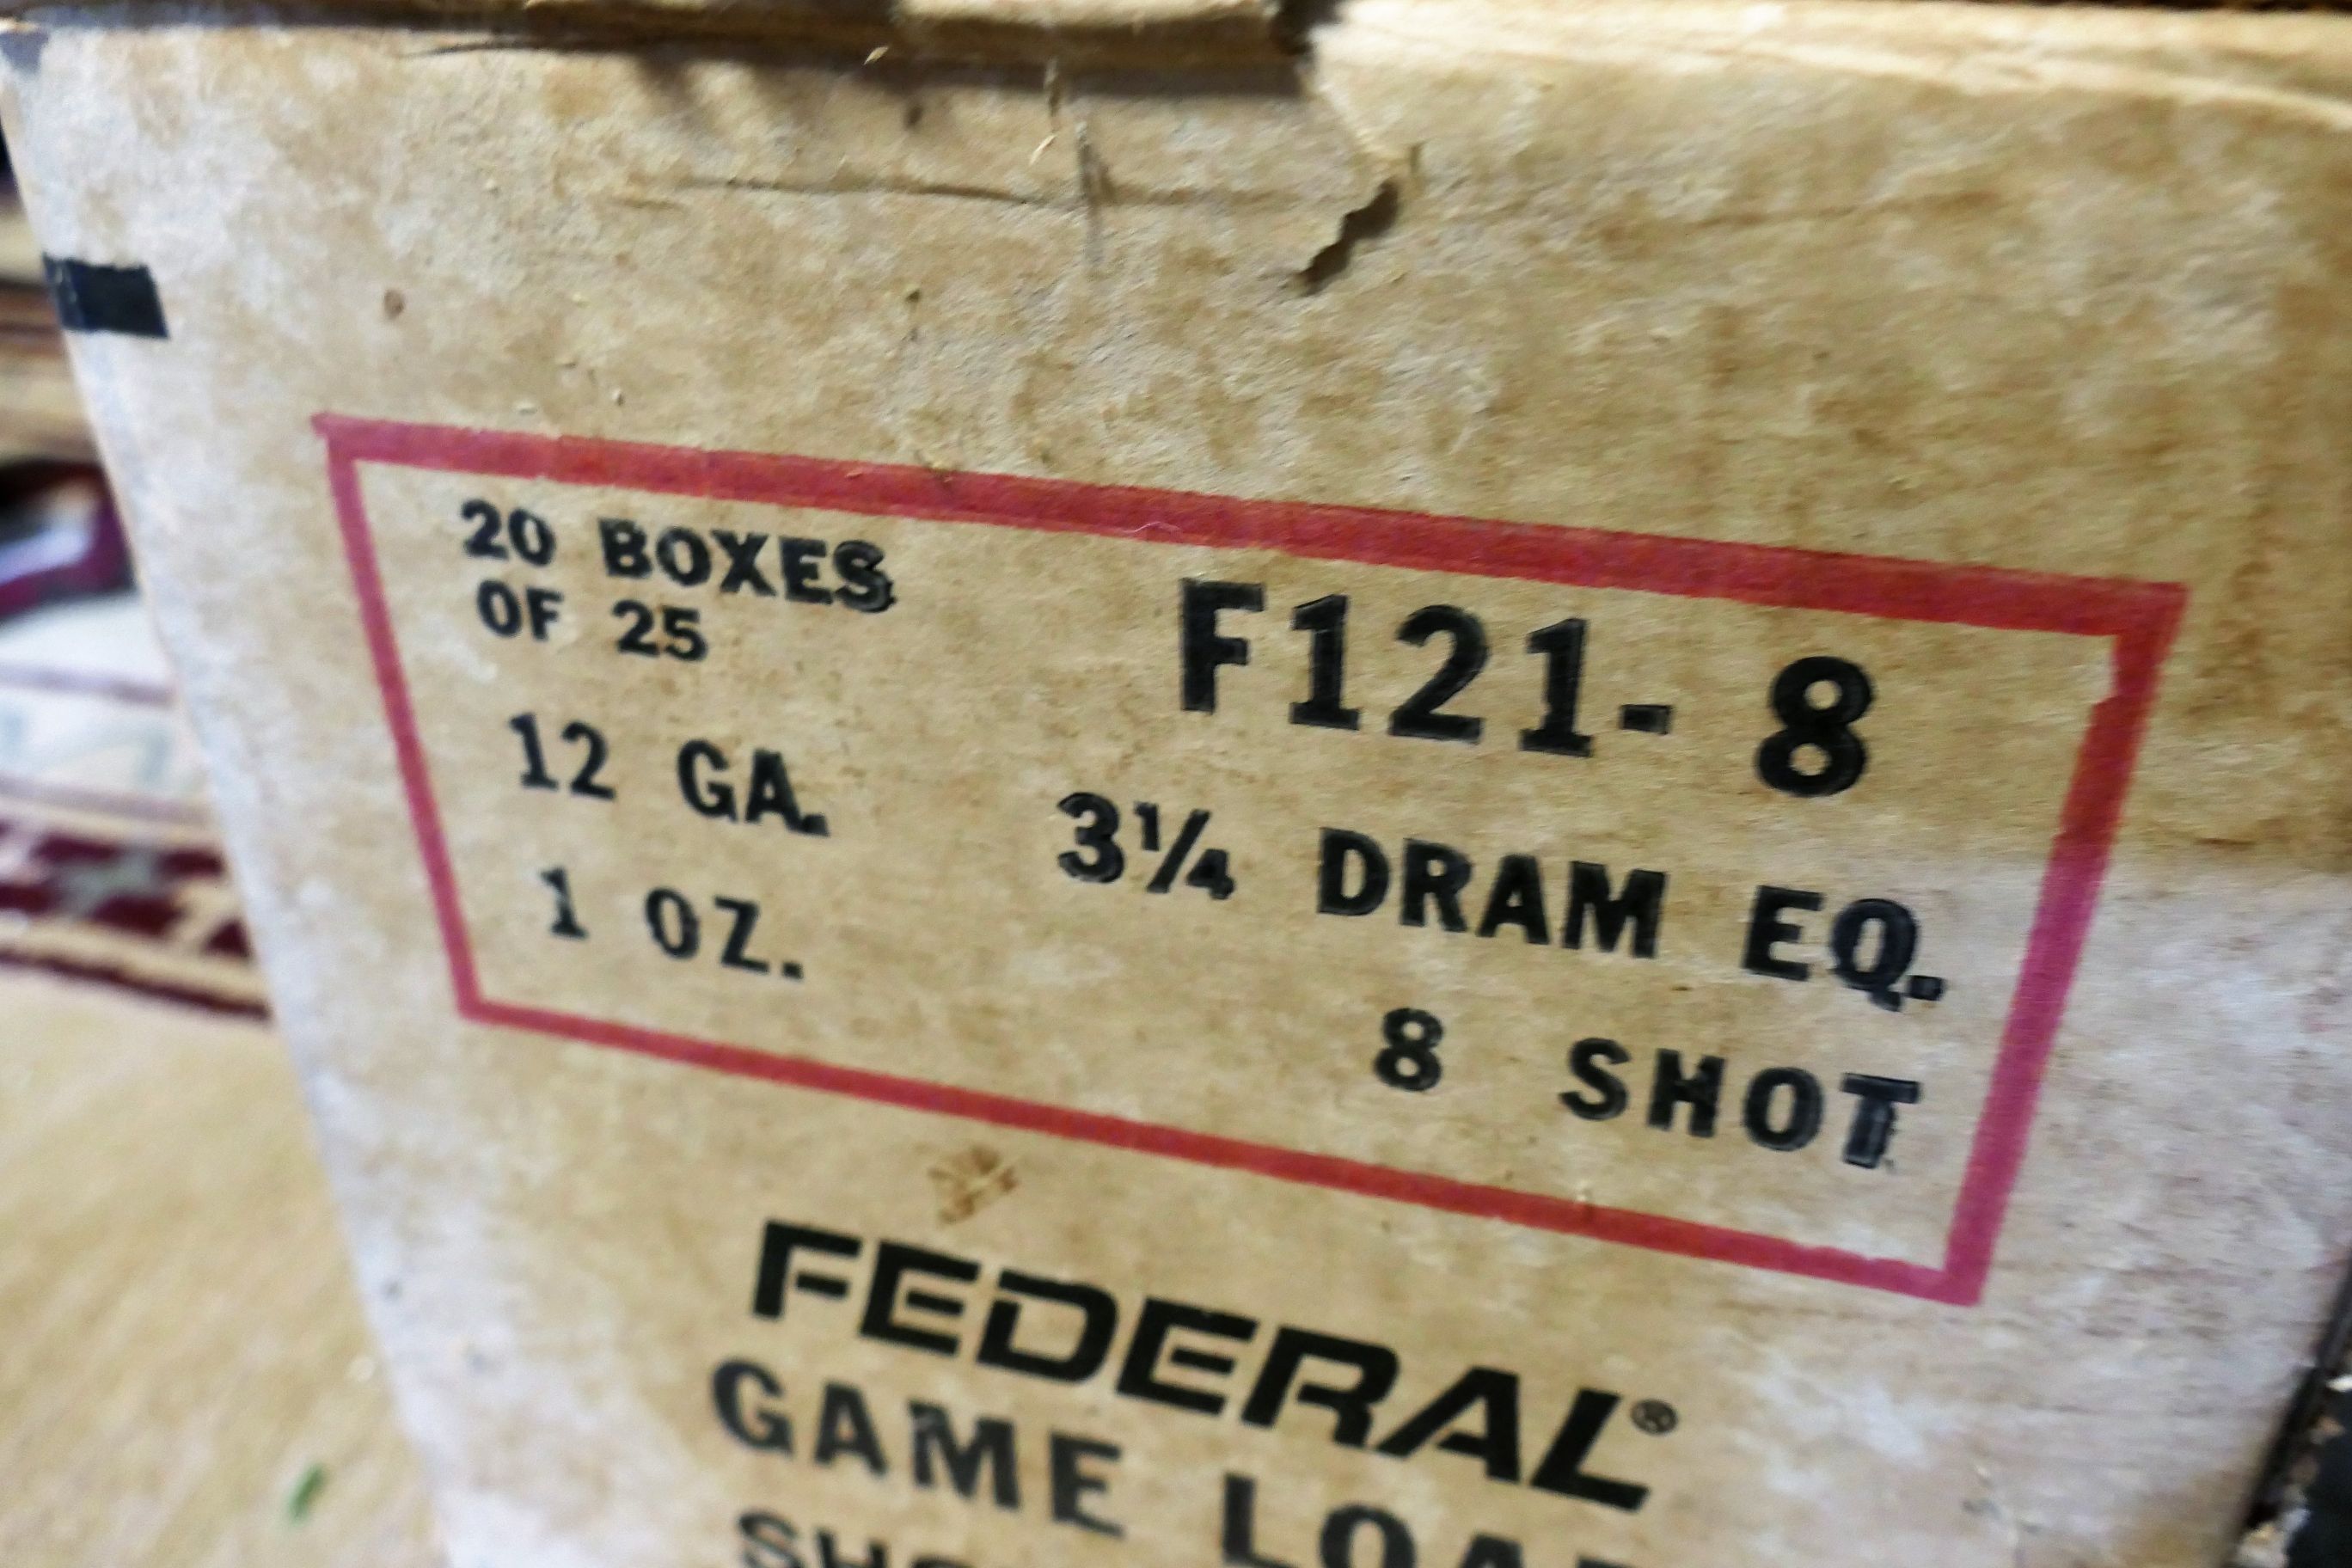 20 BOXES
OF 25
F121- 8
12 GA.
3¼ DRAM EQ.
1 OZ.
8 SHOT
FEDERAL®
GAME